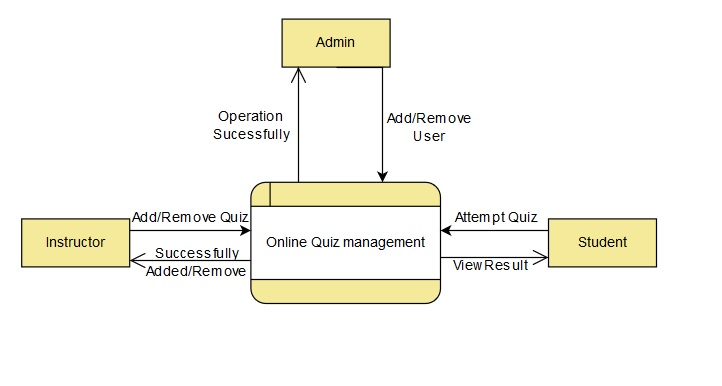 Admin
Operation
Sucessfully
Add/Remove
User
Add/Remove Quiz
Instructor
Successfully
Added/Remove
Online Quiz management
Attempt Quiz
Student
View Result